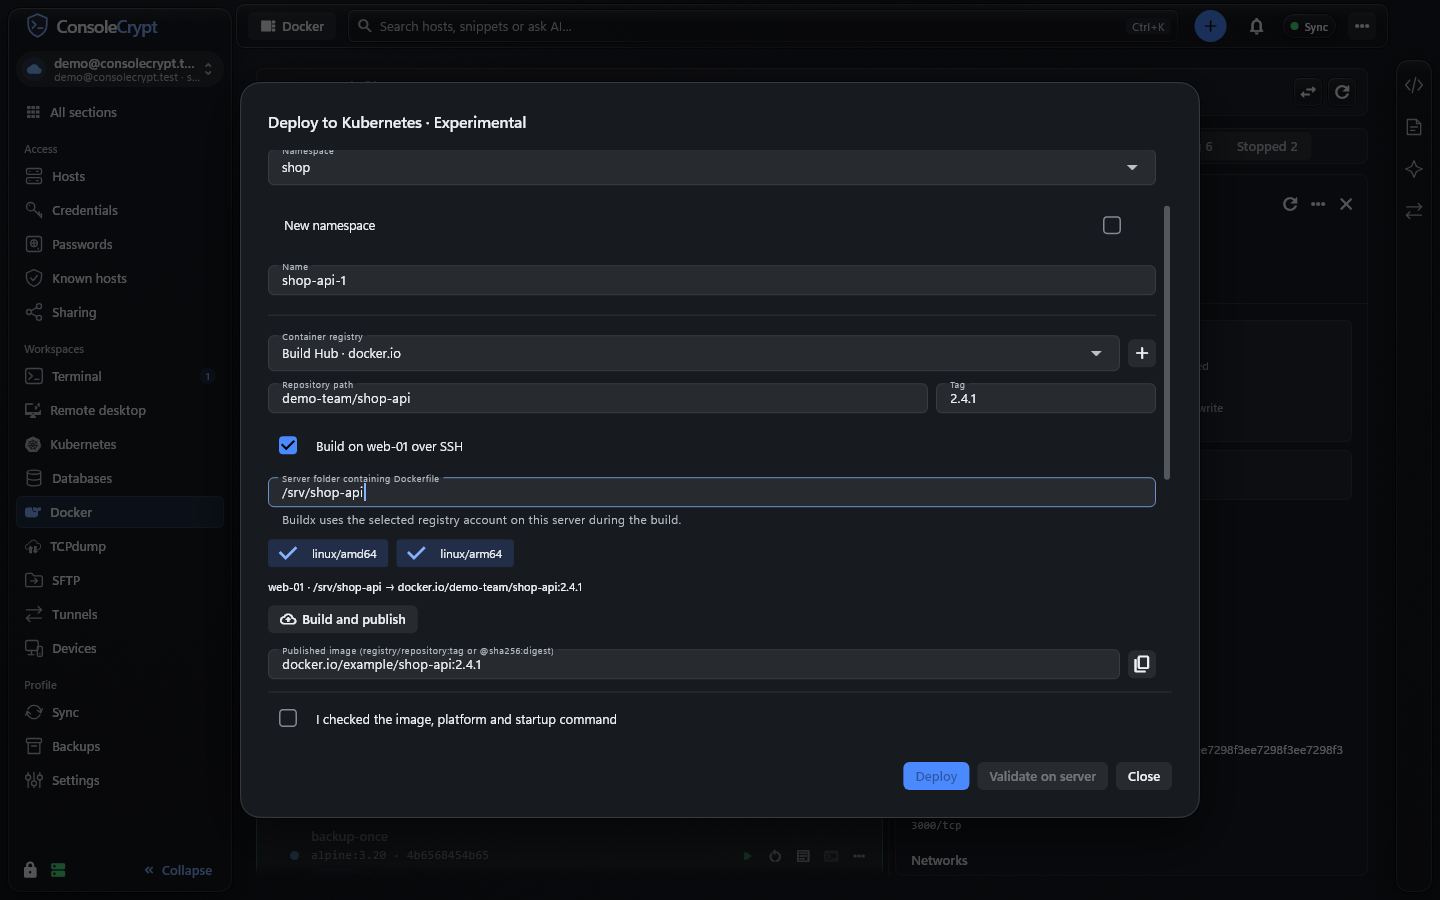 ConsoleCrypt
Docker
Search hosts, snippets or ask AI...
Ctrl+K
Sync
demo@consolecrypt.t...
demo@consolecrypt.test · s...
All sections
Access
Hosts
Credentials
Passwords
Known hosts
Sharing
Workspaces
Terminal
1
Remote desktop
Kubernetes
Databases
Docker
TCPdump
SFTP
Tunnels
Devices
Profile
Sync
Backups
Settings
Collapse
6
Stopped 2
Deploy to Kubernetes · Experimental
Namespace
shop
New namespace
Name
shop-api-1
Container registry
Build Hub · docker.io
Repository path
demo-team/shop-api
Tag
2.4.1
Build on web-01 over SSH
Server folder containing Dockerfile
/srv/shop-api
Buildx uses the selected registry account on this server during the build.
linux/amd64
linux/arm64
web-01 · /srv/shop-api → docker.io/demo-team/shop-api:2.4.1
Build and publish
Published image (registry/repository:tag or @sha256:digest)
docker.io/example/shop-api:2.4.1
I checked the image, platform and startup command
Deploy
Validate on server
Close
ed
write
e7298f3ee7298f3ee7298f3
3000/tcp
Networks
backup-once
alpine:3.20 - 4b6568454b65